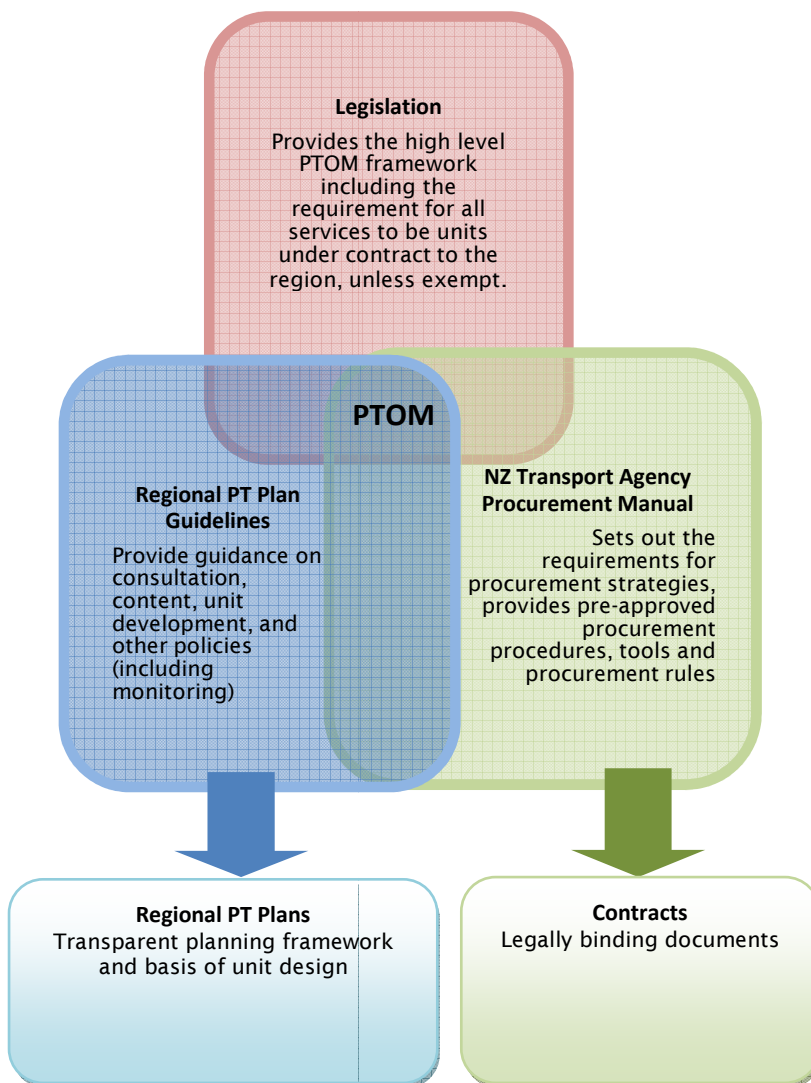 Legislation
Provides the high level
PTOM framework
including the
requirement for all
services to be units
under contract to the
region, unless exempt.
PTOM
Regional PT Plan
Guidelines
Provide guidance on
consultation,
content, unit
development, and
other policies
(including
monitoring)
NZ Transport Agency
Procurement Manual
Sets out the
requirements for
procurement strategies,
provides pre-approved
procurement
procedures, tools and
procurement rules
Regional PT Plans
Transparent planning framework
and basis of unit design
Contracts
Legally binding documents